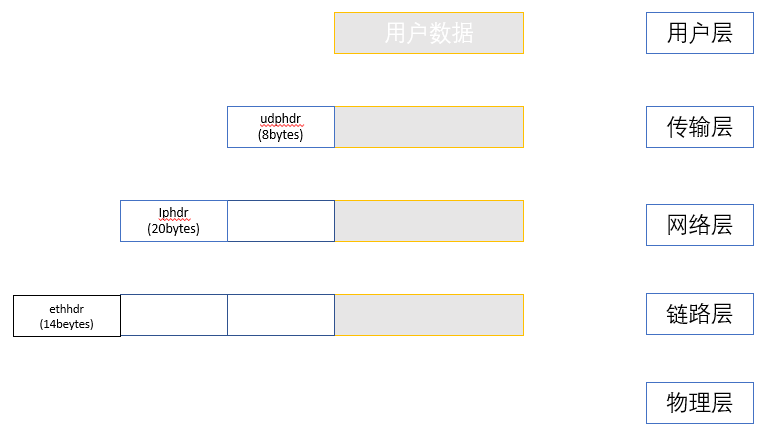 用户数据
用户层
udphdr
(8bytes)
传输层
Iphdr
(20bytes)
网络层
ethhdr
(14beytes)
链路层
物理层